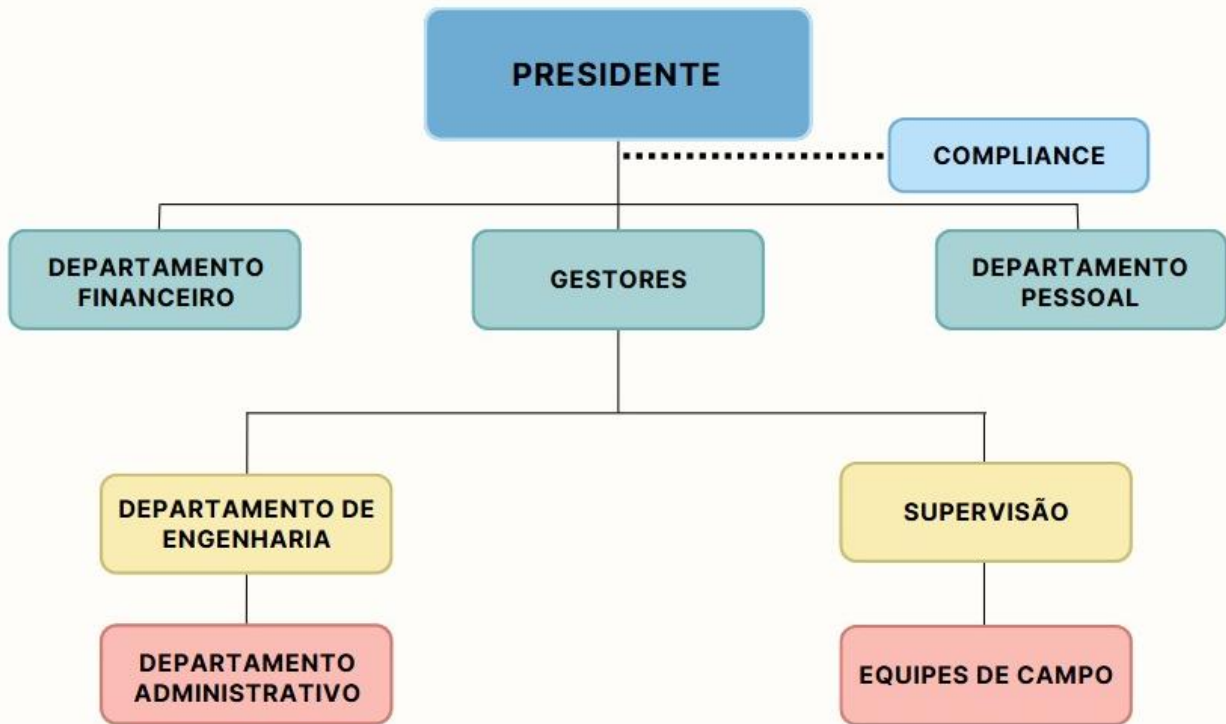 PRESIDENTE
COMPLIANCE
DEPARTAMENTO
FINANCEIRO
GESTORES
DEPARTAMENTO
PESSOAL
DEPARTAMENTO DE
ENGENHARIA
SUPERVISÃO
DEPARTAMENTO
ADMINISTRATIVO
EQUIPES DE CAMPO